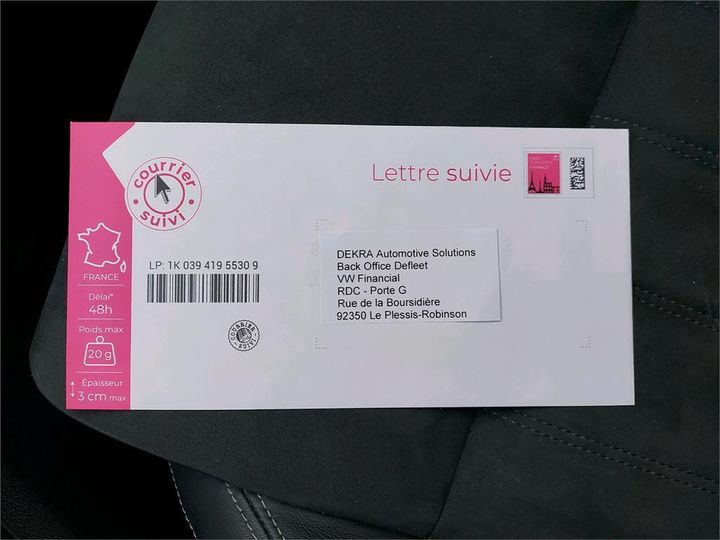 courrier
suivi
Lettre suivie
FRANCE
Délai*
48h
Poids max
20 g
Épaisseur
3 cm max
LP: 1K 039 419 5530 9
COURRIER
SUIVI
DEKRA Automotive Solutions
Back Office Defleet
VW Financial
RDC - Porte G
Rue de la Boursidière
92350 Le Plessis-Robinson